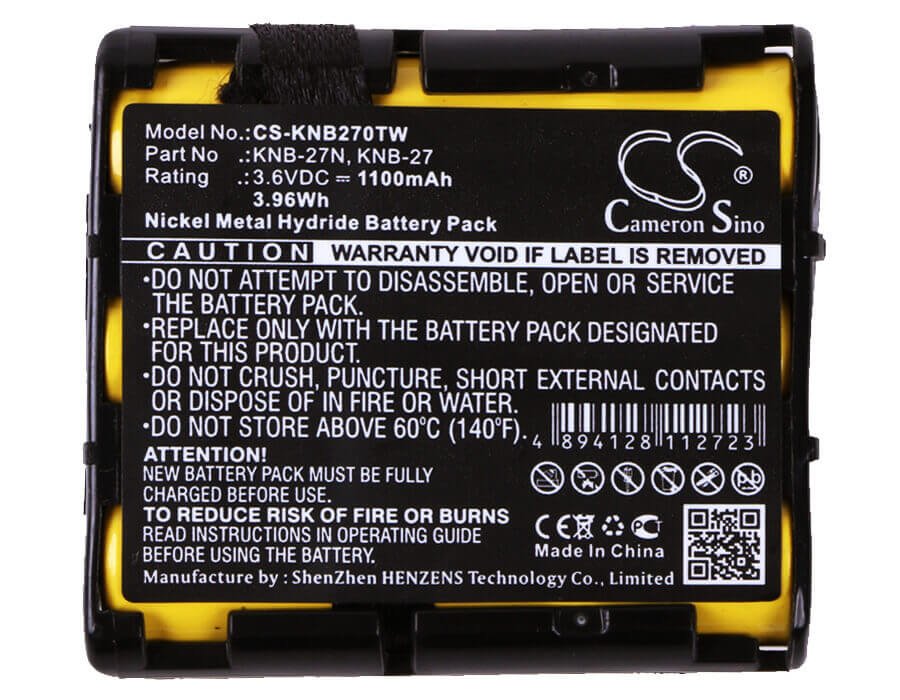 Model No.:CS-KNB270TW
Part No .:KNB-27N, KNB-27
Rating .:3.6VDC ⎓ 1100mAh
3.96Wh
Nickel Metal Hydride Battery Pack
CS ®
Cameron Sino
CAUTION WARRANTY VOID IF LABEL IS REMOVED
•DO NOT ATTEMPT TO DISASSEMBLE, OPEN OR SERVICE
THE BATTERY PACK.
•REPLACE ONLY WITH THE BATTERY PACK DESIGNATED
FOR THIS PRODUCT.
•DO NOT CRUSH, PUNCTURE, SHORT EXTERNAL CONTACTS
OR DISPOSE OF IN FIRE OR WATER.
•DO NOT STORE ABOVE 60°C (140°F).
4 894128 112723
ATTENTION!
NEW BATTERY PACK MUST BE FULLY
CHARGED BEFORE USE.
Pb
TO REDUCE RISK OF FIRE OR BURNS
READ INSTRUCTIONS IN OPERATING GUIDE
BEFORE USING THE BATTERY.
CE PCT
Made In China
Manufacture by : ShenZhen HENZENS Technology Co., Limited